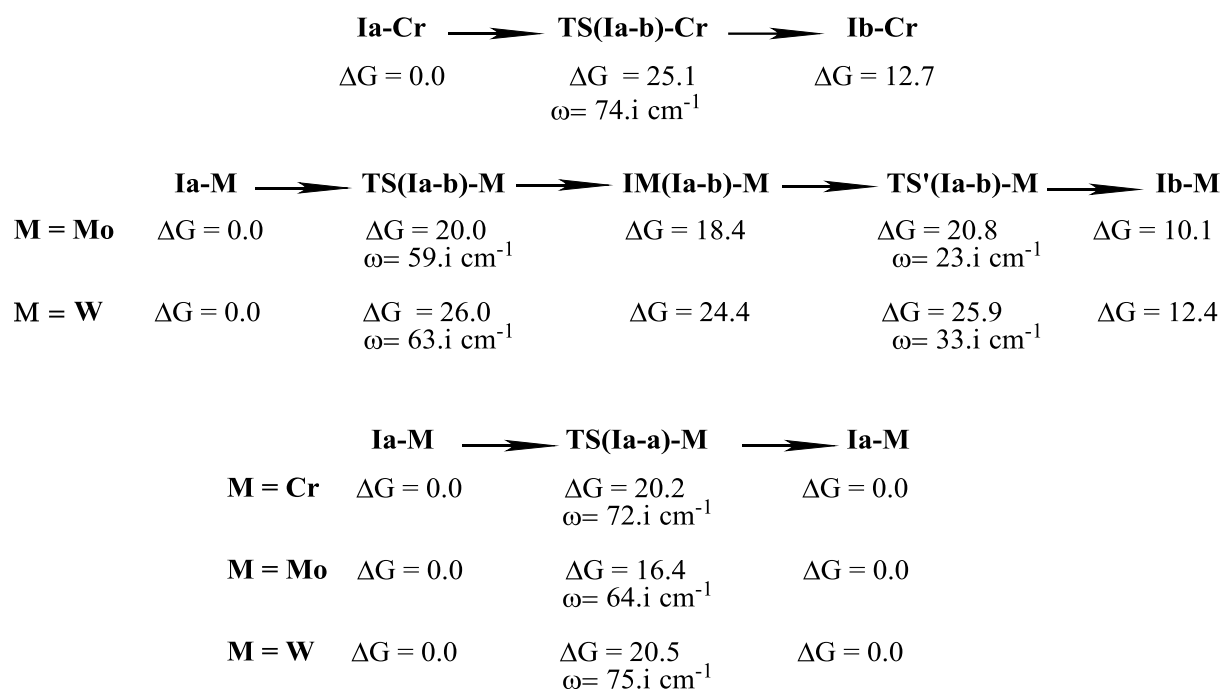 Ia-Cr TS(Ia-b)-Cr Ib-Cr
ΔG = 0.0 ΔG = 25.1 ΔG = 12.7
ω= 74.i cm⁻¹
Ia-M TS(Ia-b)-M IM(Ia-b)-M TS'(Ia-b)-M Ib-M
M = Mo ΔG = 0.0 ΔG = 20.0 ΔG = 18.4 ΔG = 20.8 ΔG = 10.1
ω= 59.i cm⁻¹ ω= 23.i cm⁻¹
M = W ΔG = 0.0 ΔG = 26.0 ΔG = 24.4 ΔG = 25.9 ΔG = 12.4
ω= 63.i cm⁻¹ ω= 33.i cm⁻¹
Ia-M TS(Ia-a)-M Ia-M
M = Cr ΔG = 0.0 ΔG = 20.2 ΔG = 0.0
ω= 72.i cm⁻¹
M = Mo ΔG = 0.0 ΔG = 16.4 ΔG = 0.0
ω= 64.i cm⁻¹
M = W ΔG = 0.0 ΔG = 20.5 ΔG = 0.0
ω= 75.i cm⁻¹